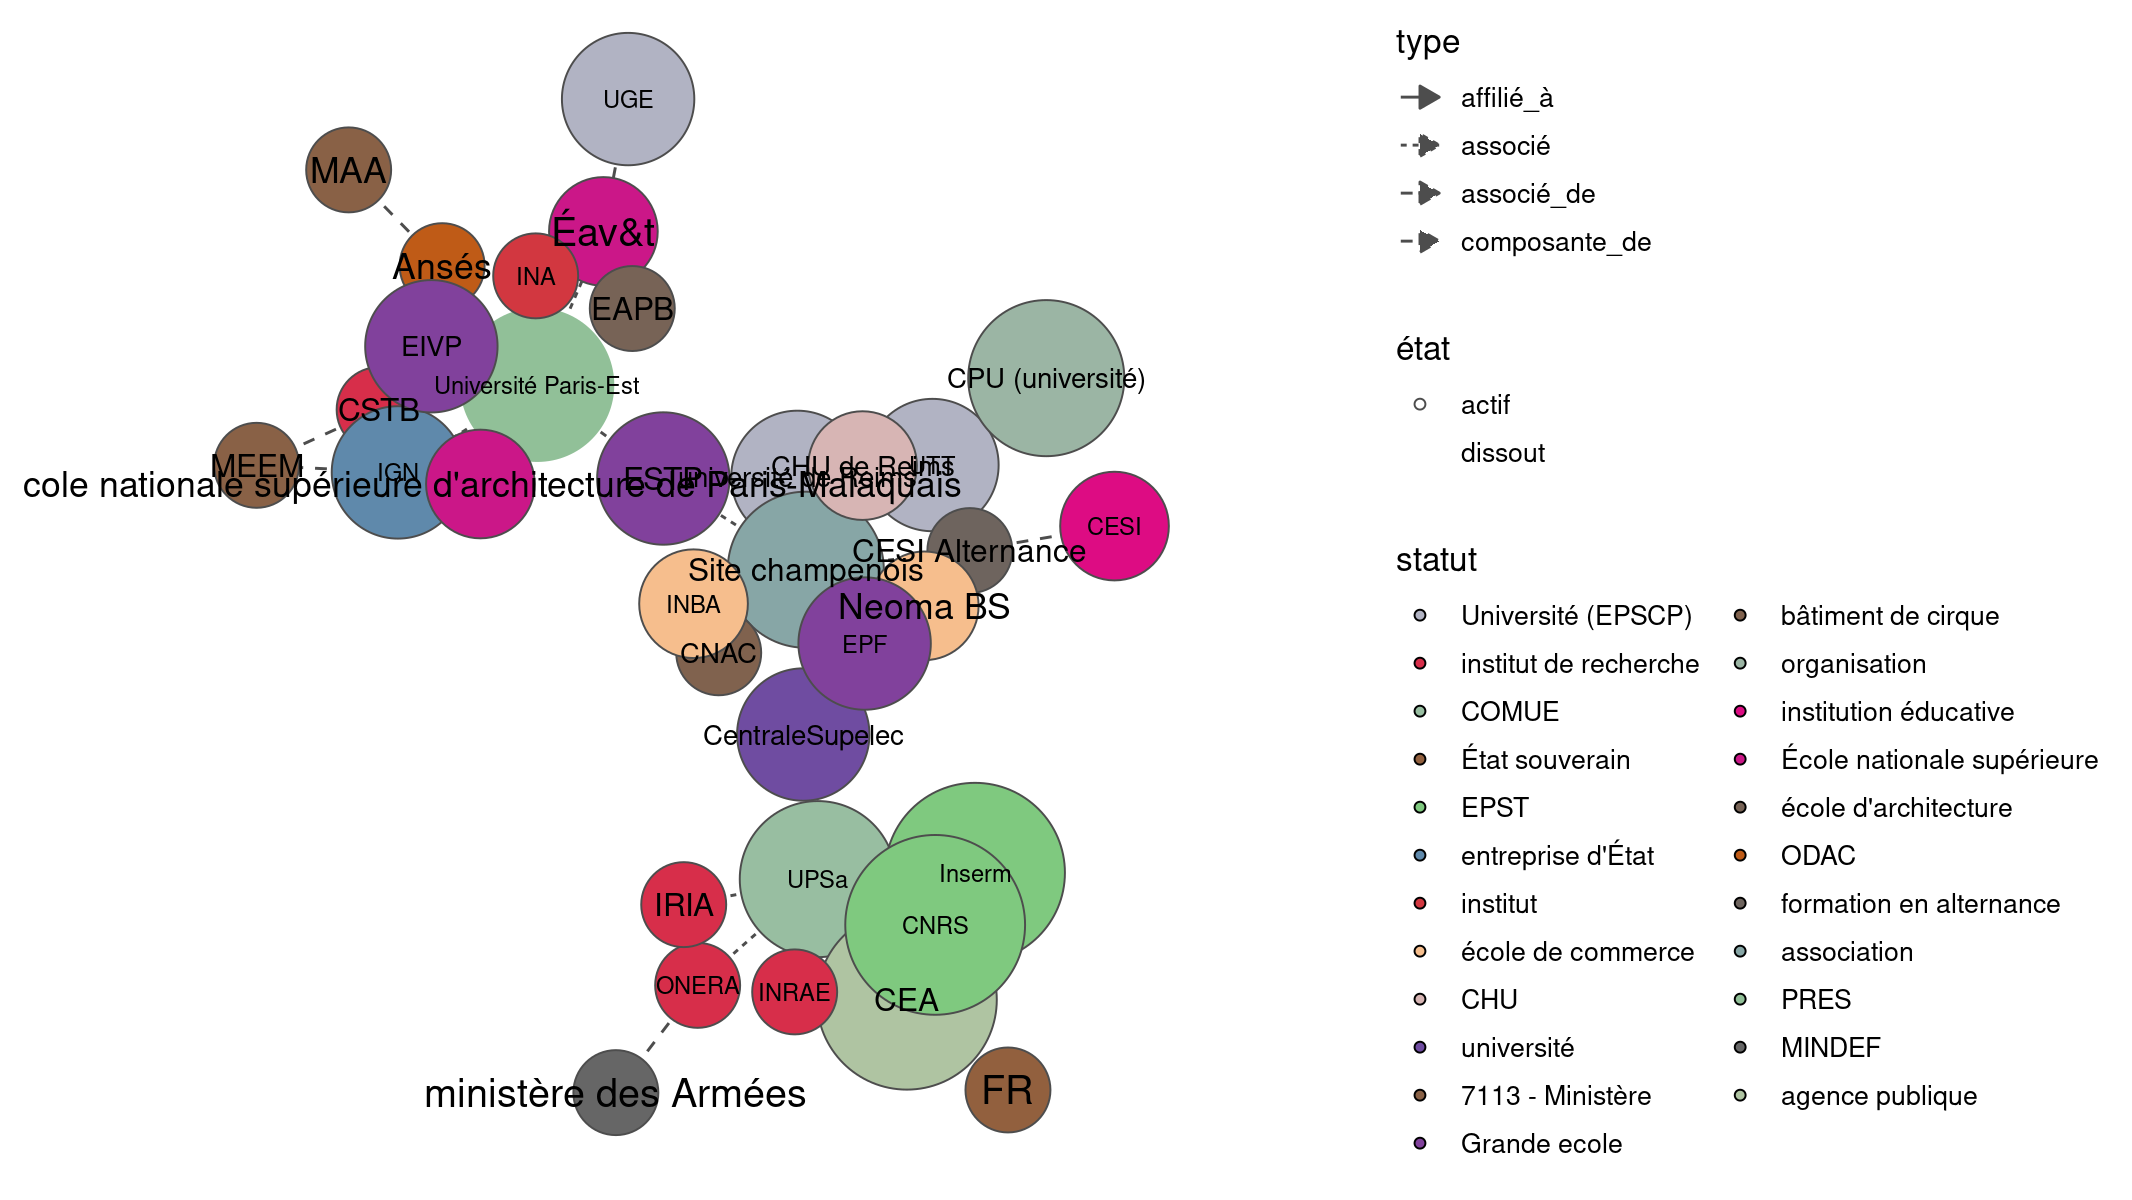 UGE
MAA
Éav&t
Ansés
INA
EAPB
EIVP
Université Paris-Est
CPU (université)
CSTB
MEEM
IGN
cole nationale supérieure d'architecture de Paris-Malaquais
ESTP
Université de Reims
CHU de Reims
UTT
CESI
CESI Alternance
Site champenois
INBA
Neoma BS
EPF
CNAC
CentraleSupelec
UPSa
Inserm
IRIA
CNRS
ONERA
INRAE
CEA
ministère des Armées
FR
type
affilié_à
associé
associé_de
composante_de
état
actif
dissout
statut
Université (EPSCP)
institut de recherche
COMUE
État souverain
EPST
entreprise d'État
institut
école de commerce
CHU
université
7113 - Ministère
Grande ecole
bâtiment de cirque
organisation
institution éducative
École nationale supérieure
école d'architecture
ODAC
formation en alternance
association
PRES
MINDEF
agence publique